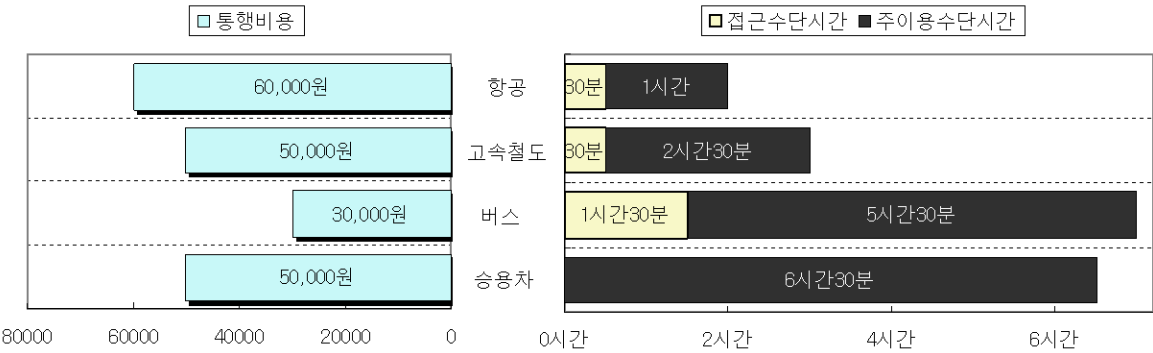 통행비용
접근수단시간 주이용수단시간
60,000원 항공 30분 1시간
50,000원 고속철도 30분 2시간30분
30,000원 버스 1시간30분 5시간30분
50,000원 승용차 6시간30분
80000 60000 40000 20000 0 0시간 2시간 4시간 6시간